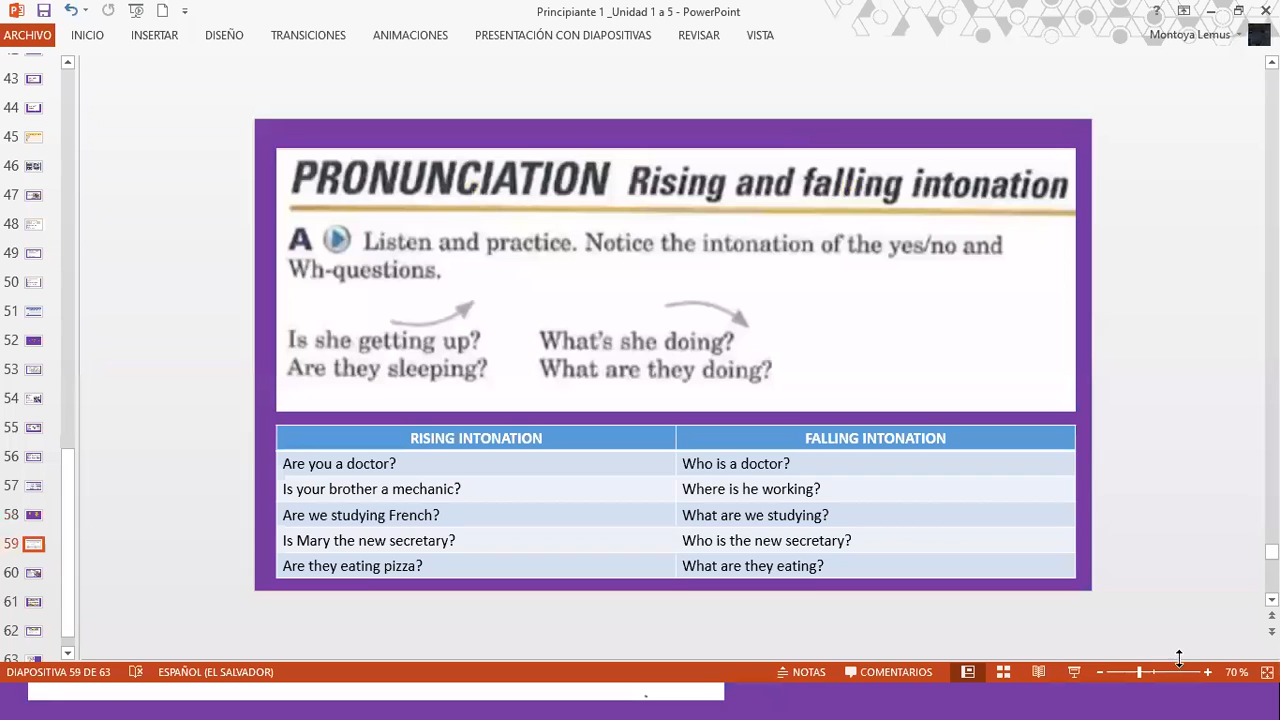 Principiante 1 _Unidad 1 a 5 - PowerPoint
ARCHIVO INICIO INSERTAR DISEÑO TRANSICIONES ANIMACIONES PRESENTACIÓN CON DIAPOSITIVAS REVISAR VISTA Montoya Lemus
43
44
45
46
47
48
49
50
51
52
53
54
55
56
57
58
59
60
61
62
63
PRONUNCIATION Rising and falling intonation
A Listen and practice. Notice the intonation of the yes/no and
Wh-questions.
Is she getting up? What's she doing?
Are they sleeping? What are they doing?
RISING INTONATION FALLING INTONATION
Are you a doctor? Who is a doctor?
Is your brother a mechanic? Where is he working?
Are we studying French? What are we studying?
Is Mary the new secretary? Who is the new secretary?
Are they eating pizza? What are they eating?
DIAPOSITIVA 59 DE 63 ESPAÑOL (EL SALVADOR) NOTAS COMENTARIOS 70 %